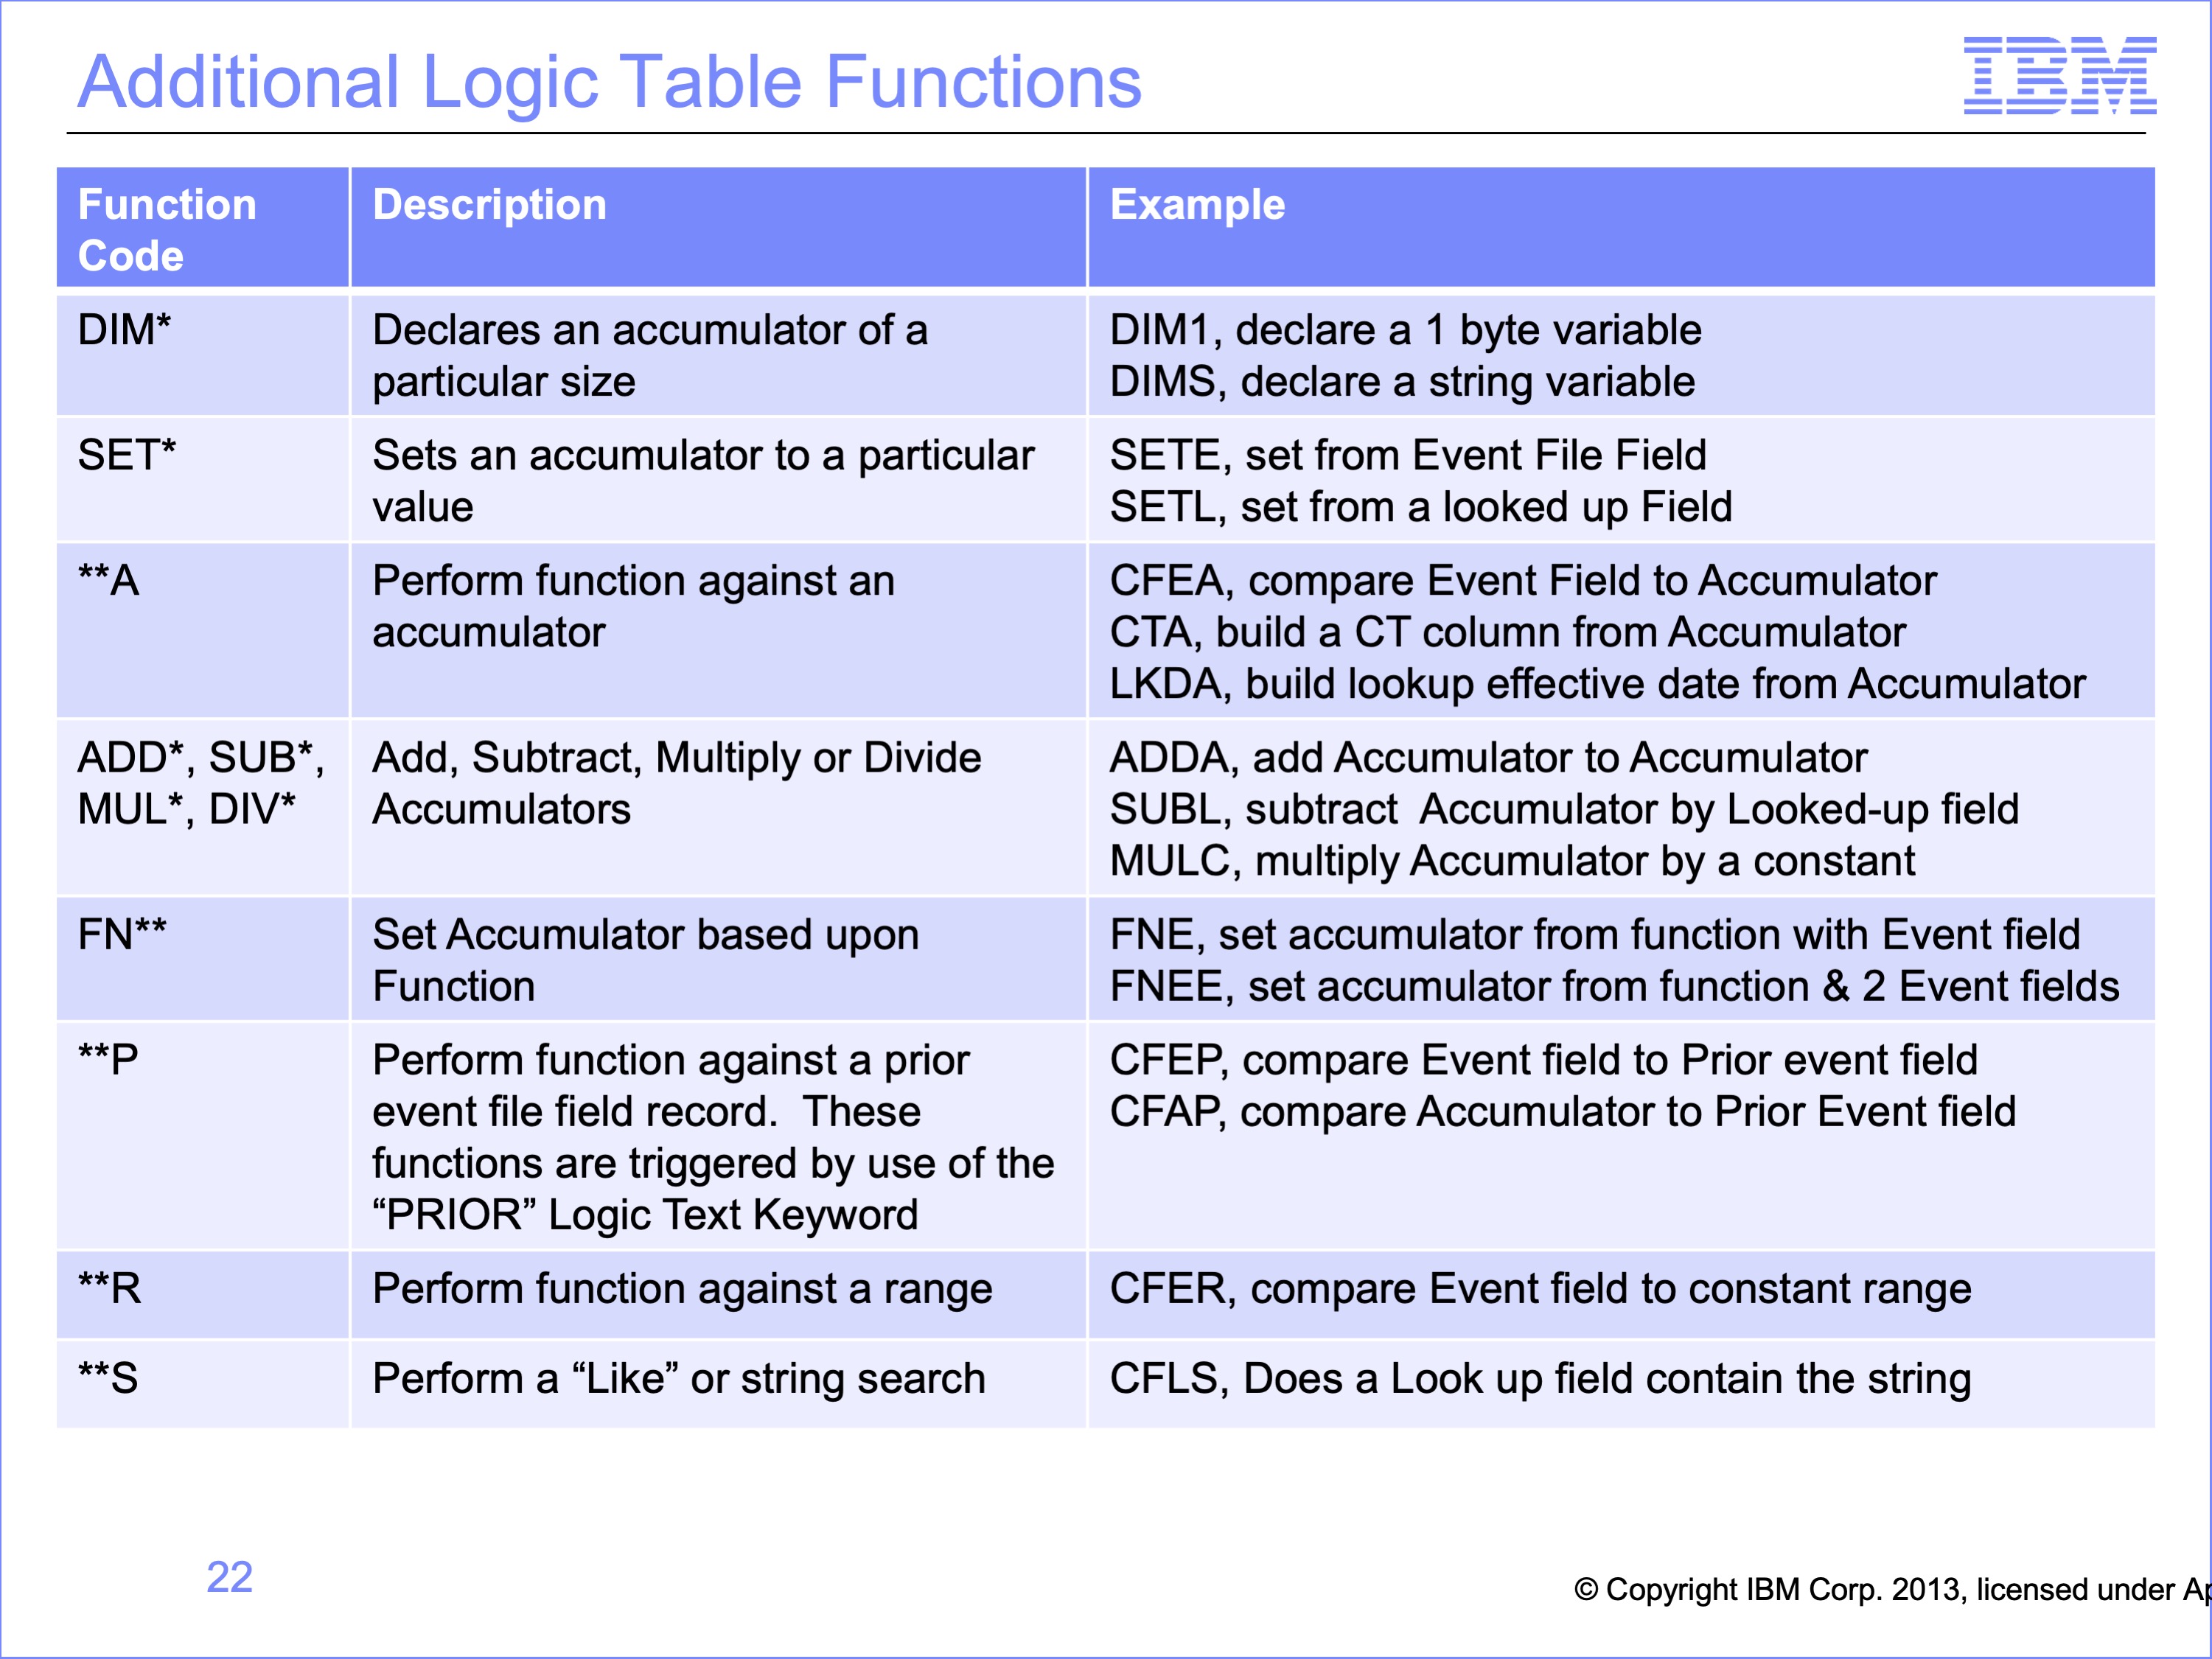 Additional Logic Table Functions
IBM
Function
Code
Description
Example
DIM*
Declares an accumulator of a
particular size
DIM1, declare a 1 byte variable
DIMS, declare a string variable
SET*
Sets an accumulator to a particular
value
SETE, set from Event File Field
SETL, set from a looked up Field
**A
Perform function against an
accumulator
CFEA, compare Event Field to Accumulator
CTA, build a CT column from Accumulator
LKDA, build lookup effective date from Accumulator
ADD*, SUB*,
MUL*, DIV*
Add, Subtract, Multiply or Divide
Accumulators
ADDA, add Accumulator to Accumulator
SUBL, subtract  Accumulator by Looked-up field
MULC, multiply Accumulator by a constant
FN**
Set Accumulator based upon
Function
FNE, set accumulator from function with Event field
FNEE, set accumulator from function & 2 Event fields
**P
Perform function against a prior
event file field record.  These
functions are triggered by use of the
“PRIOR” Logic Text Keyword
CFEP, compare Event field to Prior event field
CFAP, compare Accumulator to Prior Event field
**R
Perform function against a range
CFER, compare Event field to constant range
**S
Perform a “Like” or string search
CFLS, Does a Look up field contain the string
22
© Copyright IBM Corp. 2013, licensed under